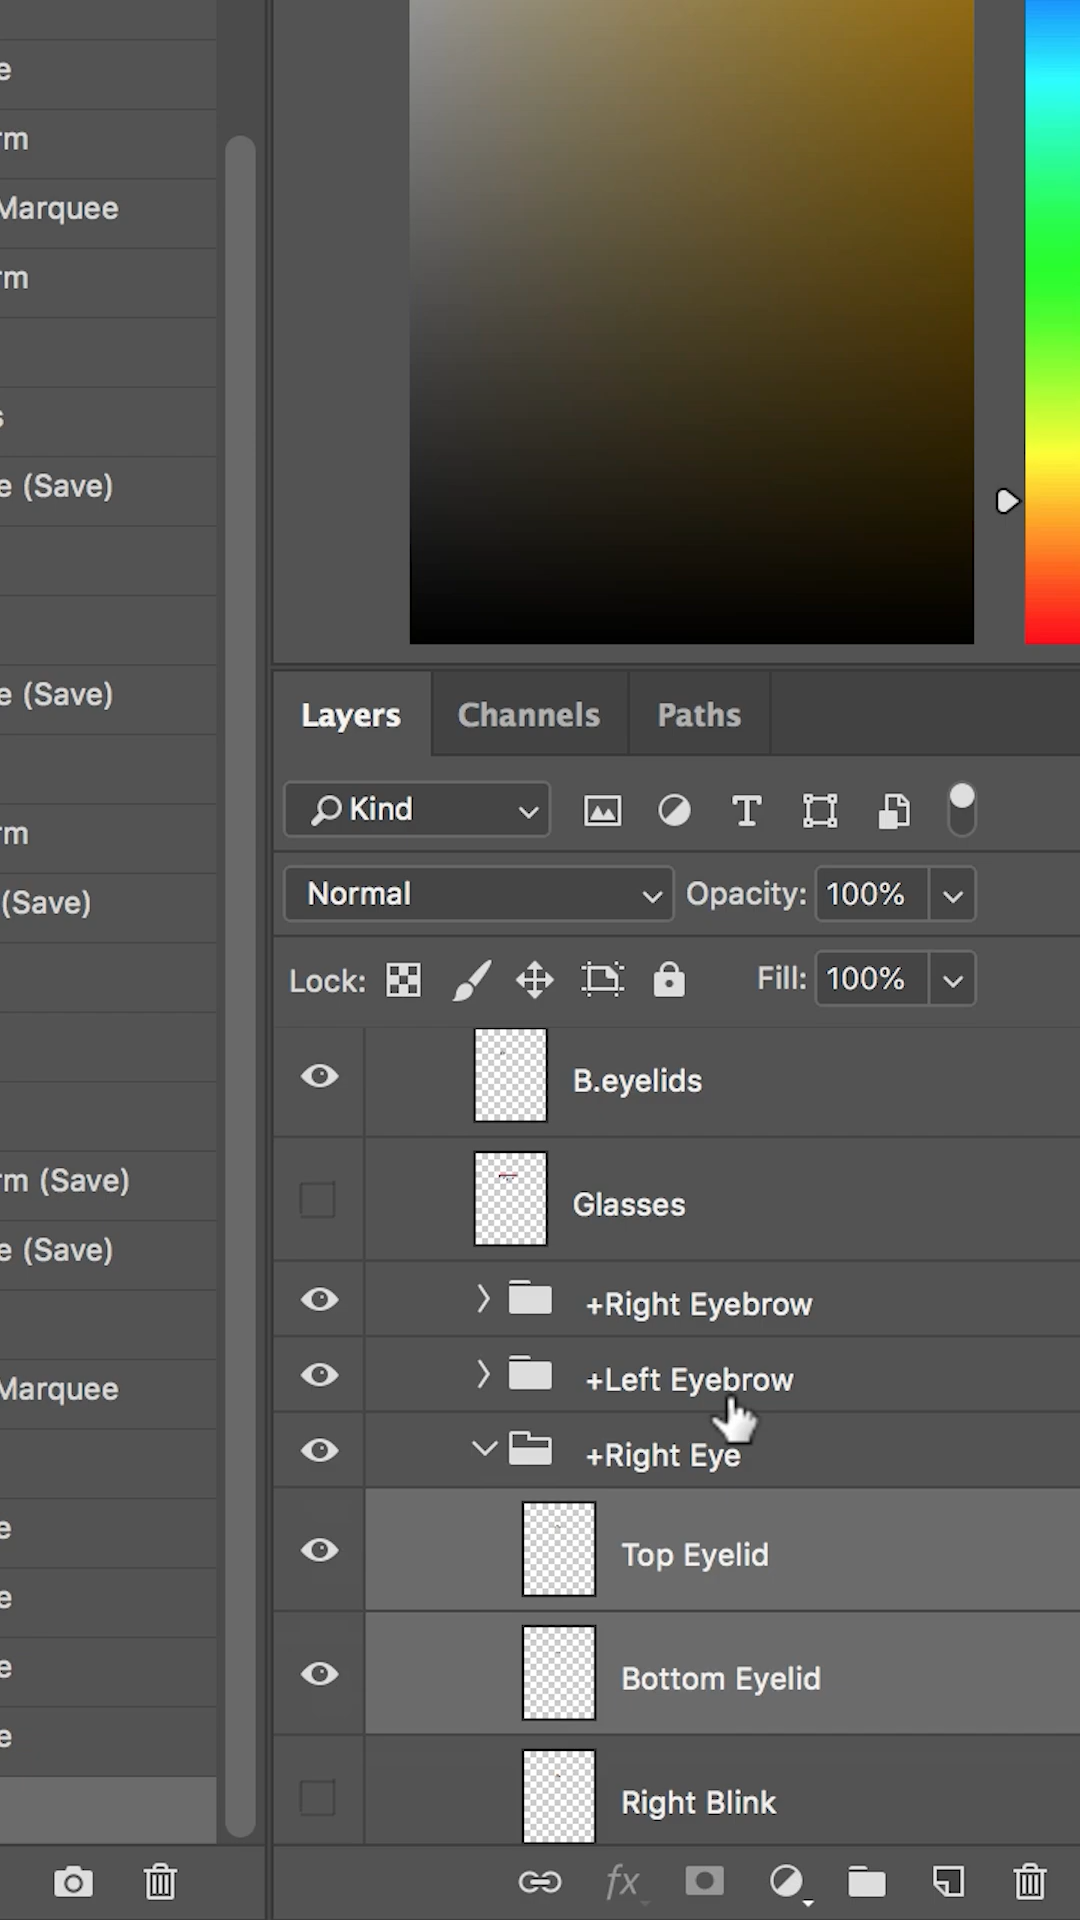 e
rm
Marquee
rm
s
e (Save)
e (Save)
rm
(Save)
rm (Save)
e (Save)
Marquee
e
e
e
e
Layers Channels Paths
Kind
Normal Opacity: 100%
Lock: Fill: 100%
B.eyelids
Glasses
+Right Eyebrow
+Left Eyebrow
+Right Eye
Top Eyelid
Bottom Eyelid
Right Blink
fx